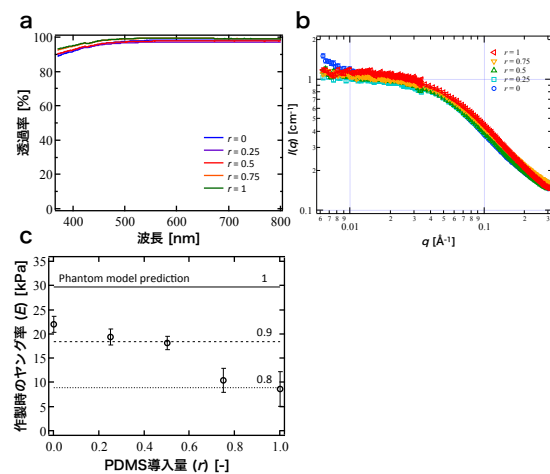 a
100
80
60
40
20
0
透過率 [%]
r = 0
r = 0.25
r = 0.5
r = 0.75
r = 1
400
500
600
700
800
波長 [nm]
b
I(q) [cm⁻¹]
1
0.1
r = 1
r = 0.75
r = 0.5
r = 0.25
r = 0
0.01
0.1
q [Å⁻¹]
c
作製時のヤング率 (E) [kPa]
35
30
25
20
15
10
5
0
Phantom model prediction
1
0.9
0.8
0.0
0.2
0.4
0.6
0.8
1.0
PDMS導入量 (r) [-]